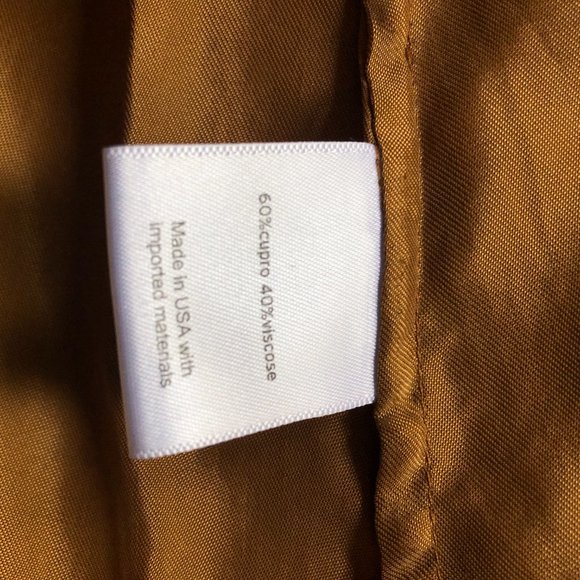 60%cupro 40%viscose
Made in USA with
imported materials